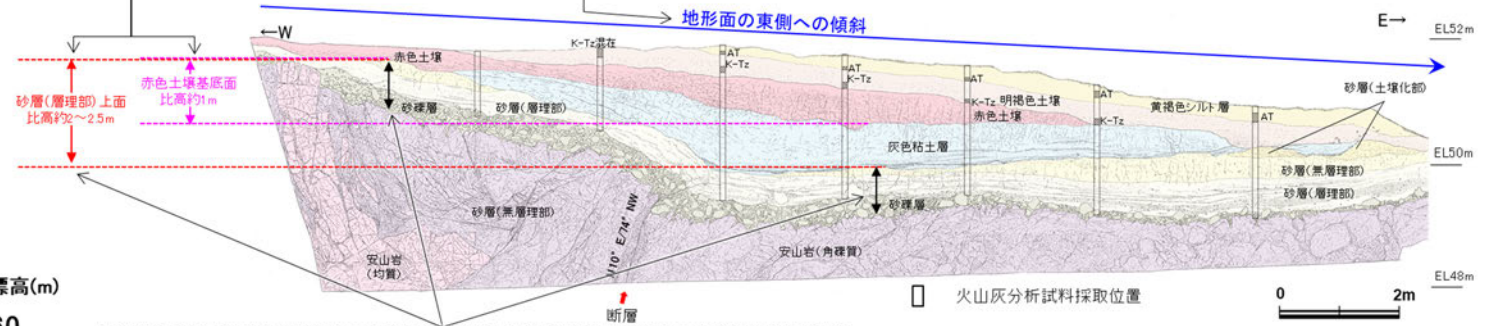 地形面の東側への傾斜
←W
E→
EL52m
K-Tz混在
赤色土壌
AT
K-Tz
AT
K-Tz
AT
K-Tz
明褐色土壌
赤色土壌
AT
K-Tz
黄褐色シルト層
AT
砂層(土壌化部)
赤色土壌基底面
比高約1m
砂層(層理部)上面
比高約2〜2.5m
砂礫層
砂層(層理部)
灰色粘土層
EL50m
砂層(無層理部)
砂層(層理部)
砂層(無層理部)
砂礫層
N10°E/74°NW
安山岩
(均質)
安山岩(角礫質)
EL48m
標高(m)
火山灰分析試料採取位置
0
2m
断層